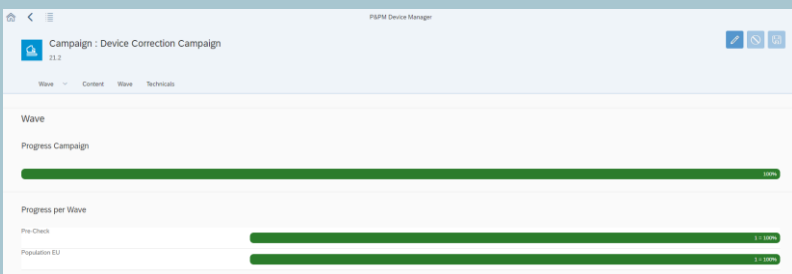 P&PM Device Manager
Campaign : Device Correction Campaign
21.2
Wave Content Wave Technicals
Wave
Progress Campaign
100%
Progress per Wave
Pre-Check
1 = 100%
Population EU
1 = 100%